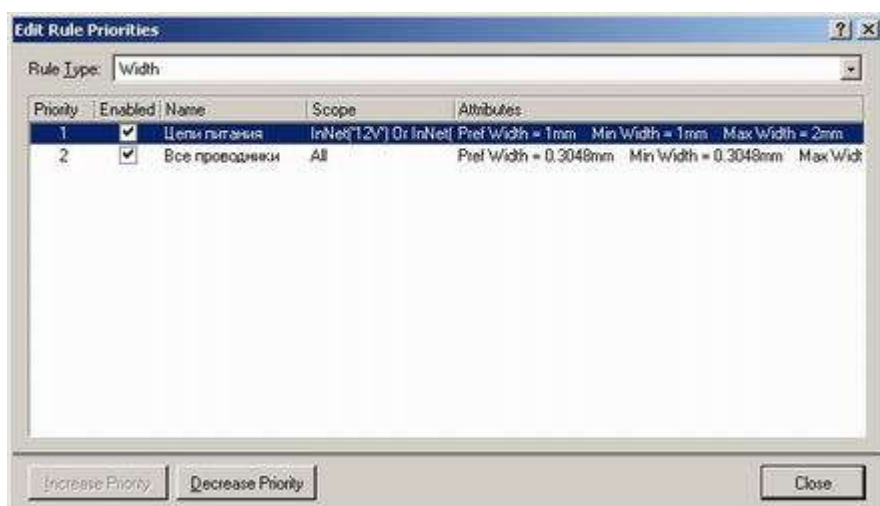 Edit Rule Priorities
Rule Type: Width
Priority Enabled Name Scope Attributes
1 Цепи питания InNet('12V') Or InNet( Pref Width = 1mm Min Width = 1mm Max Width = 2mm
2 Все проводники All Pref Width = 0.3048mm Min Width = 0.3048mm Max Widt
Increase Priority Decrease Priority Close